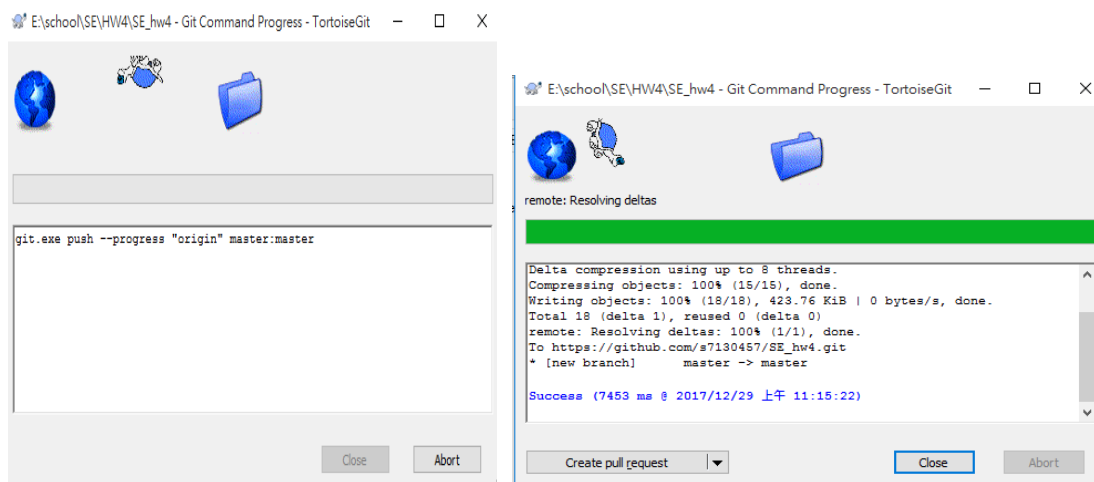 E:\school\SE\HW4\SE_hw4 - Git Command Progress - TortoiseGit
git.exe push --progress "origin" master:master
Close
Abort
E:\school\SE\HW4\SE_hw4 - Git Command Progress - TortoiseGit
remote: Resolving deltas
Delta compression using up to 8 threads.
Compressing objects: 100% (15/15), done.
Writing objects: 100% (18/18), 423.76 KiB | 0 bytes/s, done.
Total 18 (delta 1), reused 0 (delta 0)
remote: Resolving deltas: 100% (1/1), done.
To https://github.com/s7130457/SE_hw4.git
* [new branch]      master -> master
Success (7453 ms @ 2017/12/29 上午 11:15:22)
Create pull request
Close
Abort